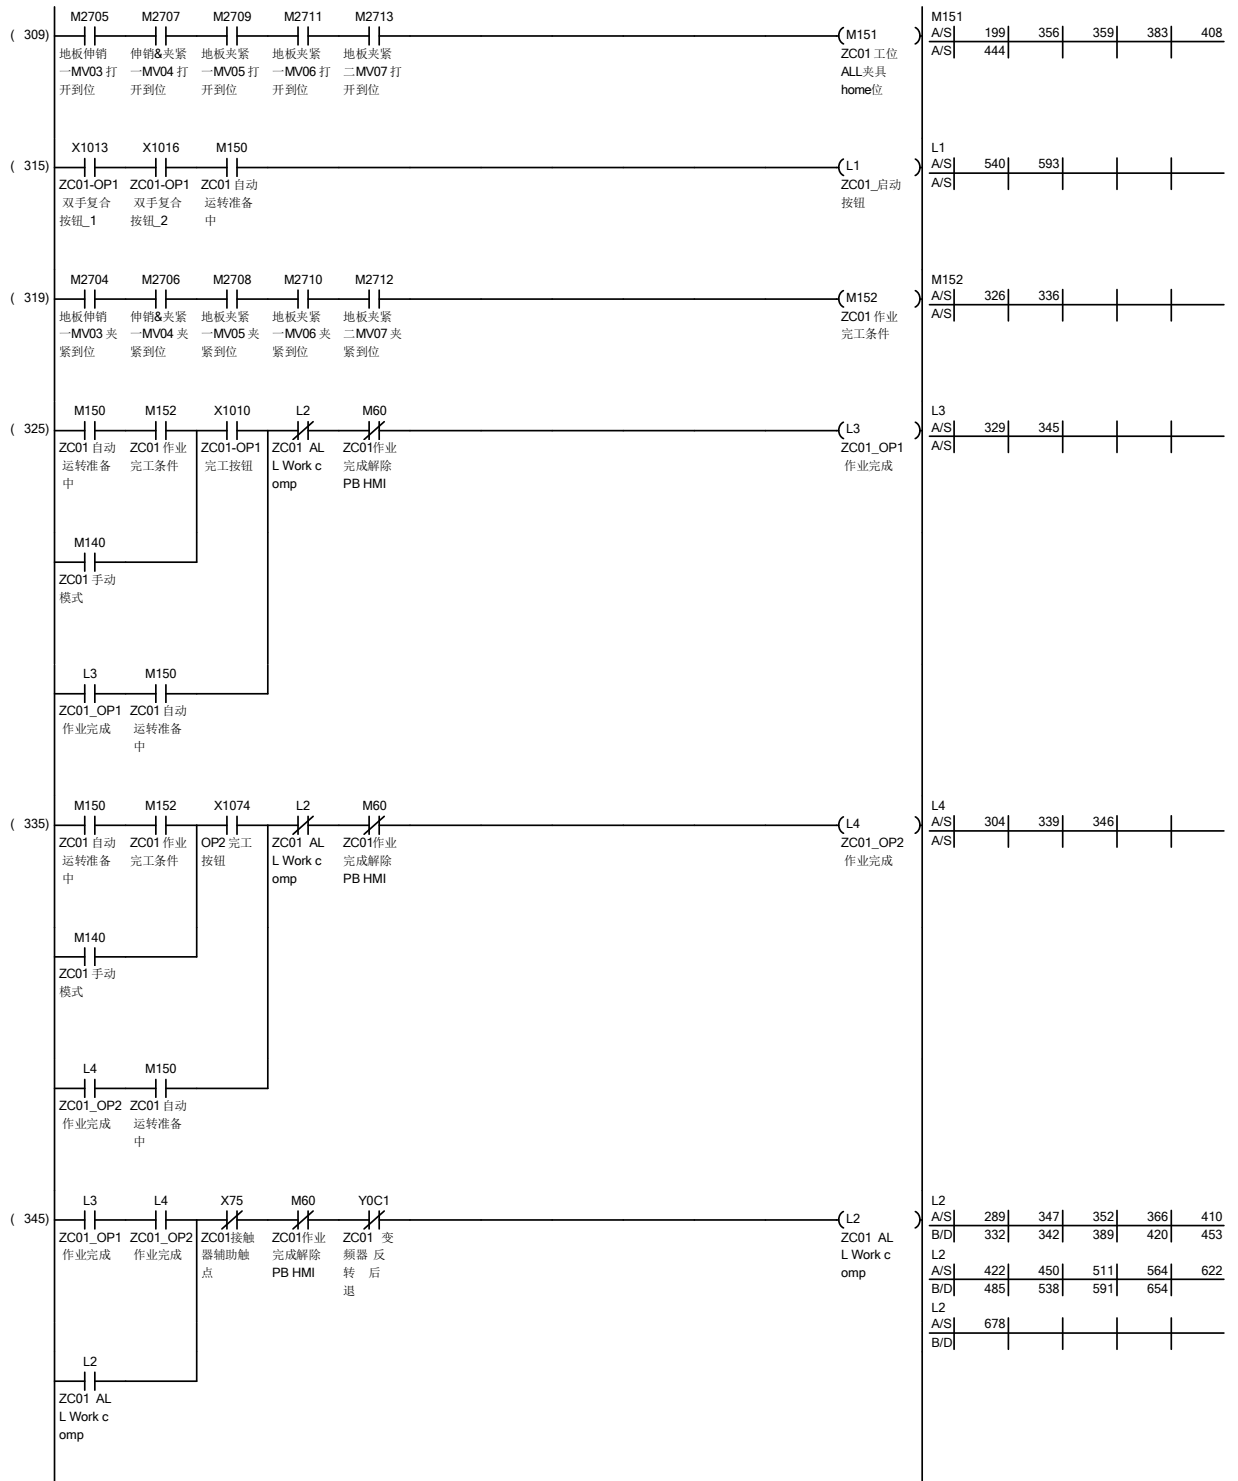 M2705 M2707 M2709 M2711 M2713 M151
( 309) (M151 ) A/S 199 356 359 383 408
地板伸销 伸销&夹紧 地板夹紧 地板夹紧 地板夹紧 ZC01 工位 A/S 444
一MV03 打 一MV04 打 一MV05 打 一MV06 打 二MV07 打 ALL夹具
开到位 开到位 开到位 开到位 开到位 home位
X1013 X1016 M150 L1
( 315) (L1 ) A/S 540 593
ZC01-OP1 ZC01-OP1 ZC01 自动 ZC01_启动 A/S
双手复合 双手复合 运转准备 按钮
按钮_1 按钮_2 中
M2704 M2706 M2708 M2710 M2712 M152
( 319) (M152 ) A/S 326 336
地板伸销 伸销&夹紧 地板夹紧 地板夹紧 地板夹紧 ZC01 作业 A/S
一MV03 夹 一MV04 夹 一MV05 夹 一MV06 夹 二MV07 夹 完工条件
紧到位 紧到位 紧到位 紧到位 紧到位
M150 M152 X1010 L2 M60 L3
( 325) (L3 ) A/S 329 345
ZC01 自动 ZC01 作业 ZC01-OP1 ZC01 AL ZC01作业 ZC01_OP1 A/S
运转准备 完工条件 完工按钮 L Work c 完成解除 作业完成
中 omp PB HMI
M140
ZC01 手动
模式
L3 M150
ZC01_OP1 ZC01 自动
作业完成 运转准备
中
M150 M152 X1074 L2 M60 L4
( 335) (L4 ) A/S 304 339 346
ZC01 自动 ZC01 作业 OP2 完工 ZC01 AL ZC01作业 ZC01_OP2 A/S
运转准备 完工条件 按钮 L Work c 完成解除 作业完成
中 omp PB HMI
M140
ZC01 手动
模式
L4 M150
ZC01_OP2 ZC01 自动
作业完成 运转准备
中
L3 L4 X75 M60 Y0C1 L2
( 345) (L2 ) A/S 289 347 352 366 410
ZC01_OP1 ZC01_OP2 ZC01接触 ZC01作业 ZC01 变 ZC01 AL B/D 332 342 389 420 453
作业完成 作业完成 器辅助触 完成解除 频器 反 L Work c L2
点 PB HMI 转 后 omp A/S 422 450 511 564 622
退 B/D 485 538 591 654
L2
A/S 678
B/D
L2
ZC01 AL
L Work c
omp